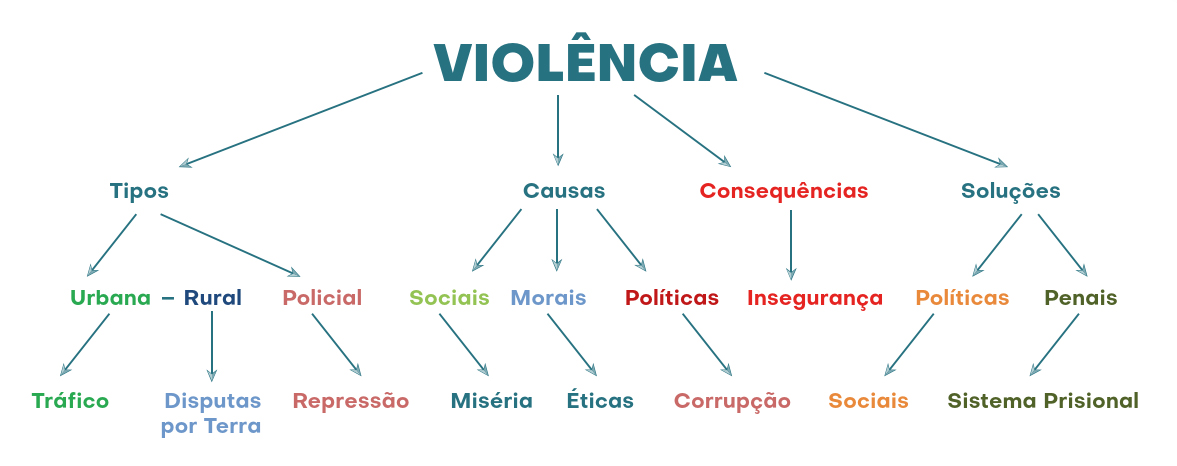 VIOLÊNCIA
Tipos
Causas
Consequências
Soluções
Urbana – Rural
Policial
Sociais
Morais
Políticas
Insegurança
Políticas
Penais
Tráfico
Disputas
por Terra
Repressão
Miséria
Éticas
Corrupção
Sociais
Sistema Prisional